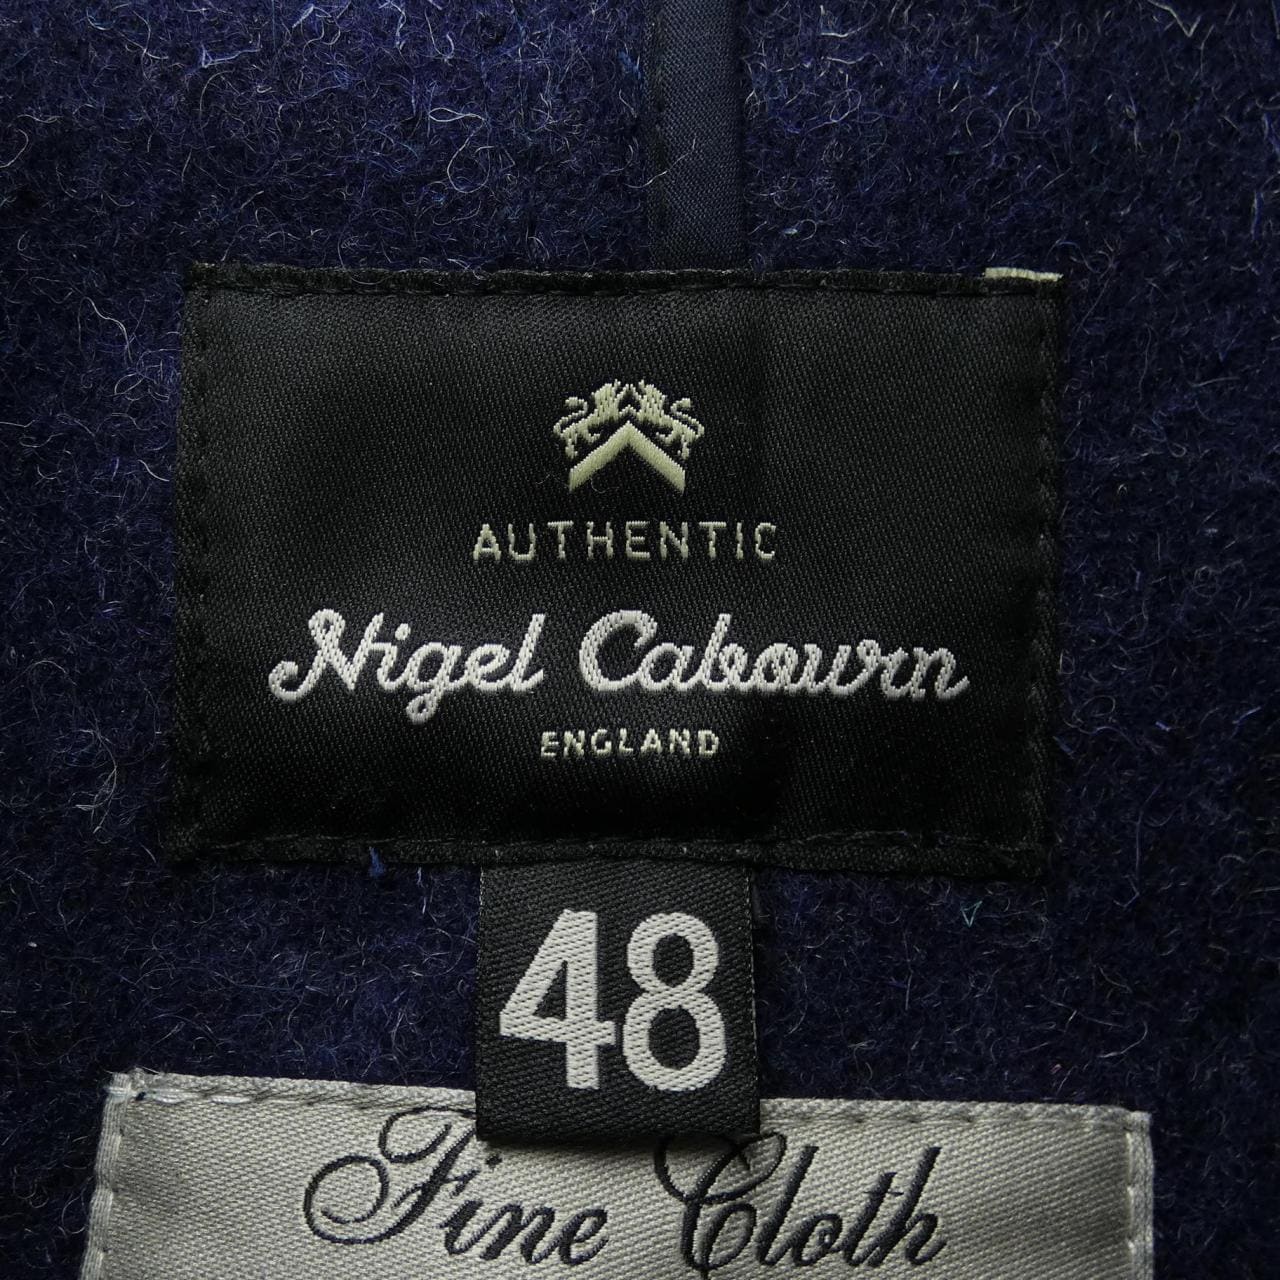 AUTHENTIC
Nigel Cabourn
ENGLAND
48
Fine Cloth